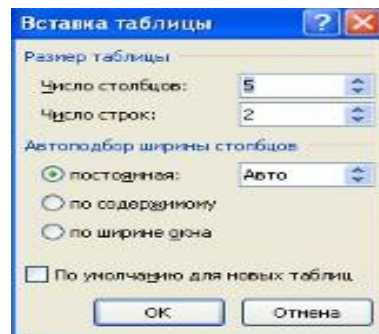 Вставка таблицы
Размер таблицы
Число столбцов: 5
Число строк: 2
Автоподбор ширины столбцов
постоянная: Авто
по содержимому
по ширине окна
По умолчанию для новых таблиц
ОК Отмена